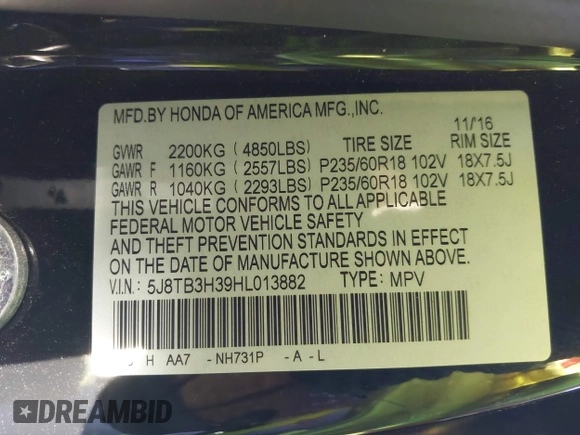 MFD.BY HONDA OF AMERICA MFG.,INC.
11/16
GVWR 2200KG ( 4850LBS) TIRE SIZE RIM SIZE
GAWR F 1160KG ( 2557LBS) P235/60R18 102V 18X7.5J
GAWR R 1040KG ( 2293LBS) P235/60R18 102V 18X7.5J
THIS VEHICLE CONFORMS TO ALL APPLICABLE
FEDERAL MOTOR VEHICLE SAFETY
AND THEFT PREVENTION STANDARDS IN EFFECT
ON THE DATE OF MANUFACTURE SHOWN ABOVE.
V.I.N.: 5J8TB3H39HL013882 TYPE: MPV
H AA7 -NH731P -A -L
DREAMBID